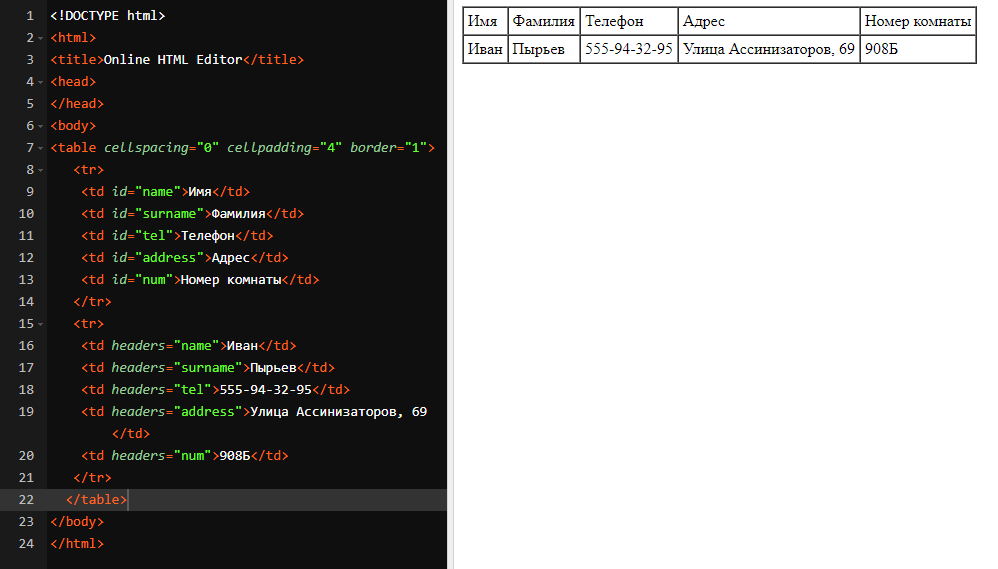 1 <!DOCTYPE html>
2 <html>
3 <title>Online HTML Editor</title>
4 <head>
5 </head>
6 <body>
7 <table cellspacing="0" cellpadding="4" border="1">
8 <tr>
9 <td id="name">Имя</td>
10 <td id="surname">Фамилия</td>
11 <td id="tel">Телефон</td>
12 <td id="address">Адрес</td>
13 <td id="num">Номер комнаты</td>
14 </tr>
15 <tr>
16 <td headers="name">Иван</td>
17 <td headers="surname">Пырьев</td>
18 <td headers="tel">555-94-32-95</td>
19 <td headers="address">Улица Ассинизаторов, 69
</td>
20 <td headers="num">908Б</td>
21 </tr>
22 </table>
23 </body>
24 </html>
Имя Фамилия Телефон Адрес Номер комнаты
Иван Пырьев 555-94-32-95 Улица Ассинизаторов, 69 908Б